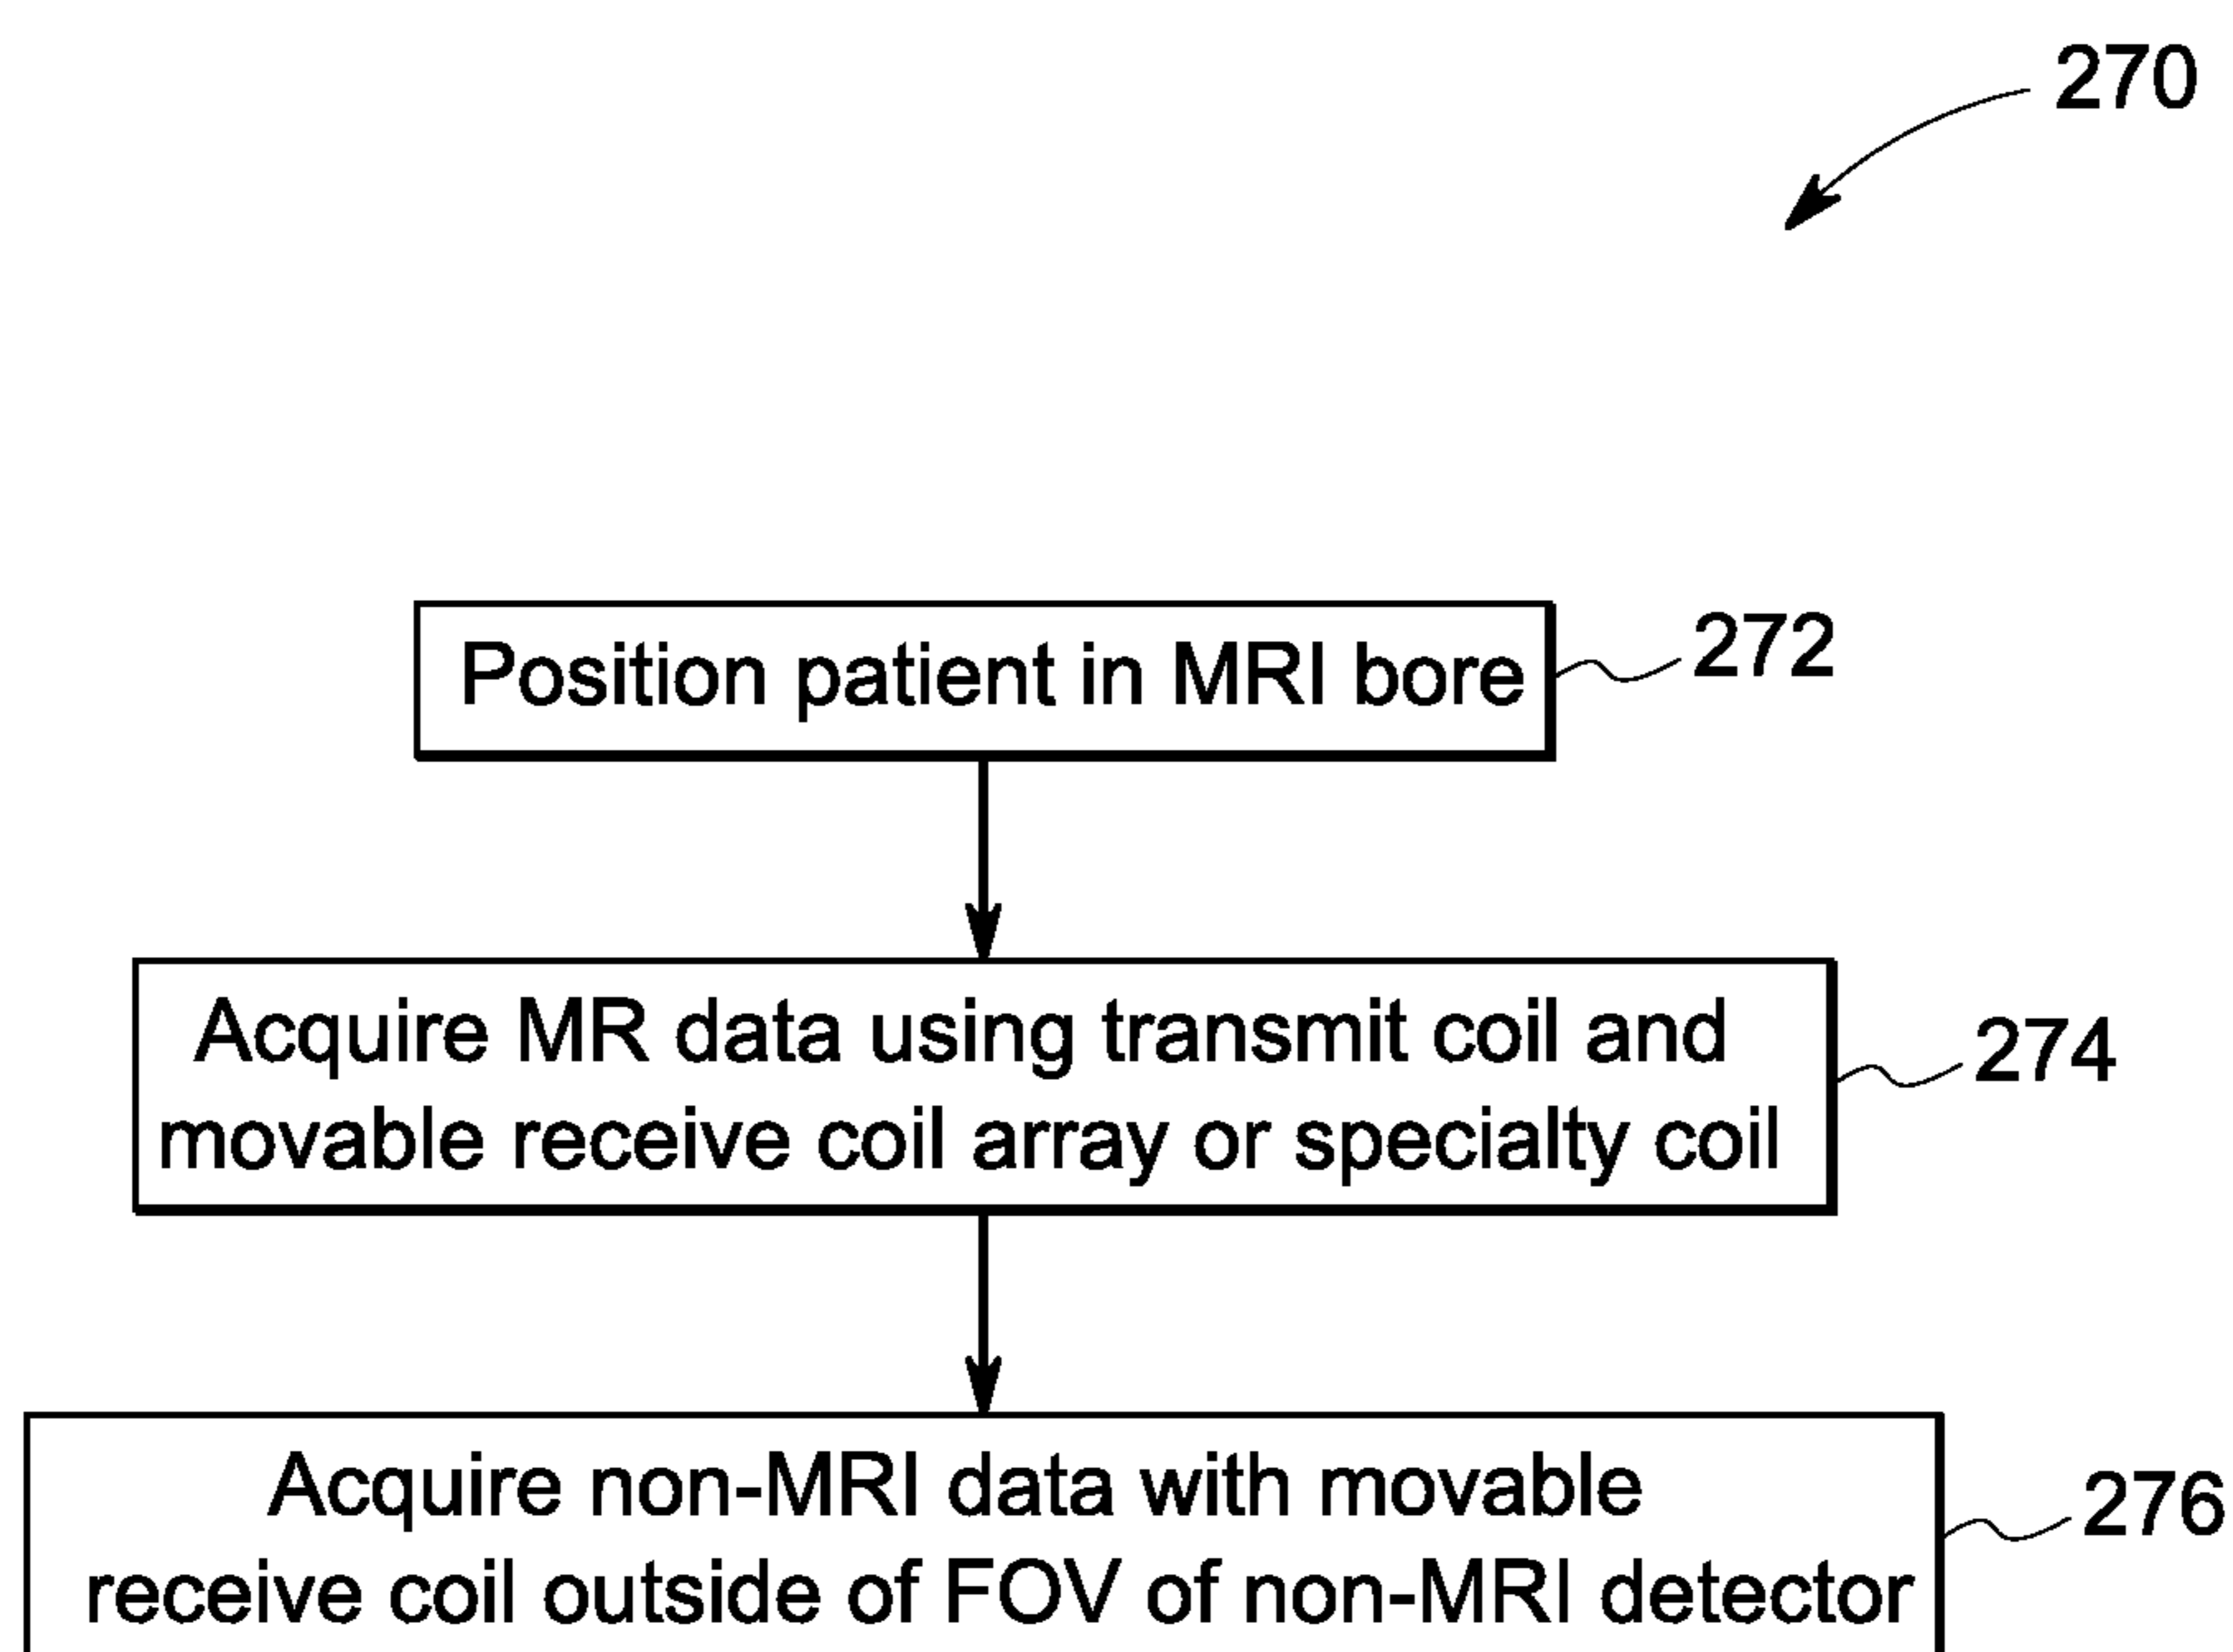 270
Position patient in MRI bore
272
Acquire MR data using transmit coil and
movable receive coil array or specialty coil
274
Acquire non-MRI data with movable
receive coil outside of FOV of non-MRI detector
276